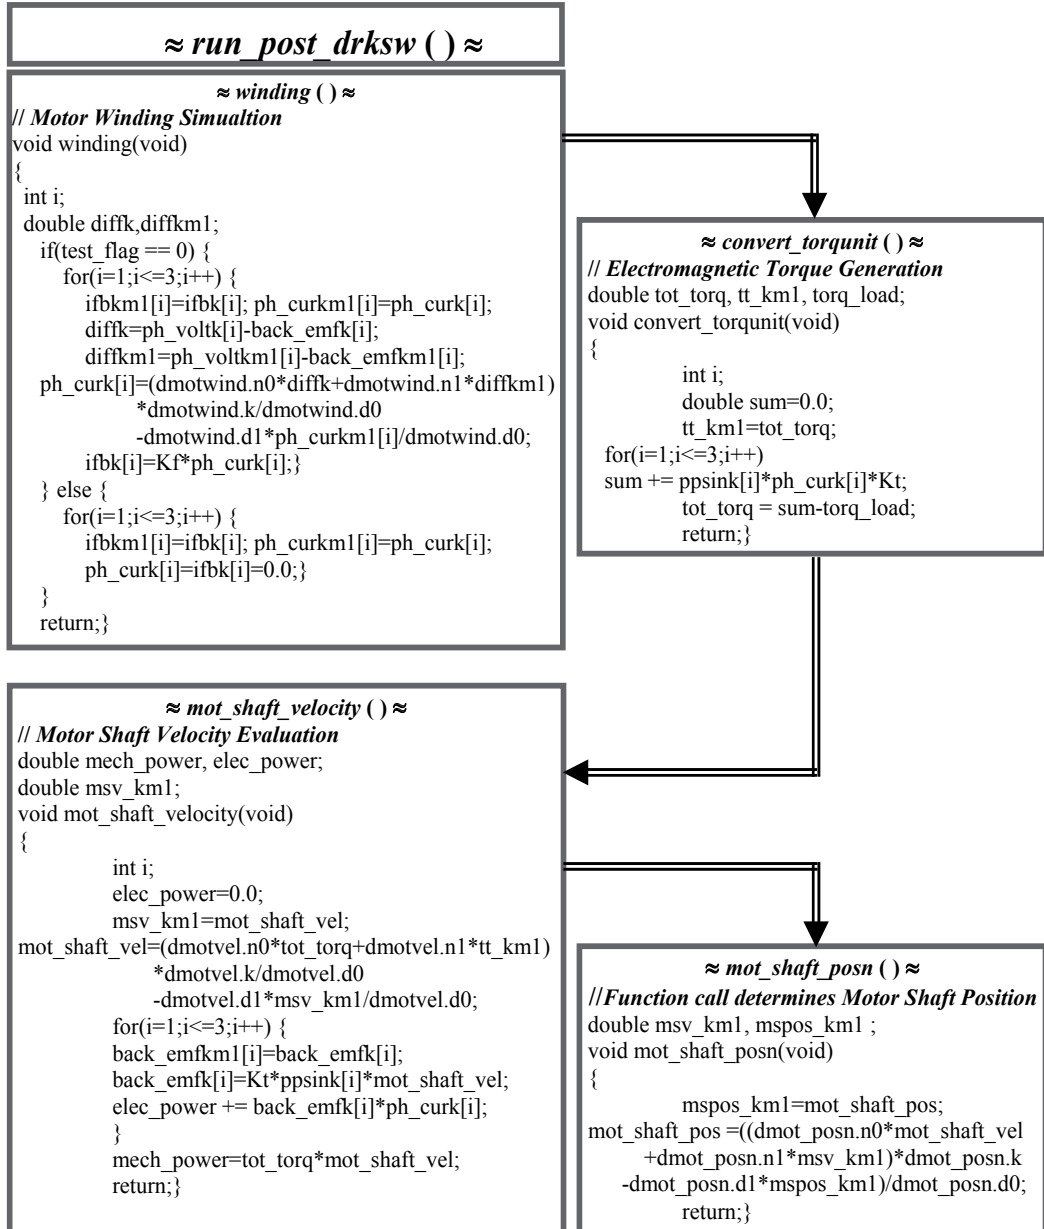 ≈ run_post_drksw ( ) ≈
≈ winding ( ) ≈
// Motor Winding Simualtion
void winding(void)
{
int i;
double diffk,diffkm1;
if(test_flag == 0) {
for(i=1;i<=3;i++) {
ifbkm1[i]=ifbk[i]; ph_curkm1[i]=ph_curk[i];
diffk=ph_voltk[i]-back_emfk[i];
diffkm1=ph_voltkm1[i]-back_emfkm1[i];
ph_curk[i]=(dmotwind.n0*diffk+dmotwind.n1*diffkm1)
*dmotwind.k/dmotwind.d0
-dmotwind.d1*ph_curkm1[i]/dmotwind.d0;
ifbk[i]=Kf*ph_curk[i];}
} else {
for(i=1;i<=3;i++) {
ifbkm1[i]=ifbk[i]; ph_curkm1[i]=ph_curk[i];
ph_curk[i]=ifbk[i]=0.0;}
}
return;}
≈ convert_torqunit ( ) ≈
// Electromagnetic Torque Generation
double tot_torq, tt_km1, torq_load;
void convert_torqunit(void)
{
int i;
double sum=0.0;
tt_km1=tot_torq;
for(i=1;i<=3;i++)
sum += ppsink[i]*ph_curk[i]*Kt;
tot_torq = sum-torq_load;
return;}
≈ mot_shaft_velocity ( ) ≈
// Motor Shaft Velocity Evaluation
double mech_power, elec_power;
double msv_km1;
void mot_shaft_velocity(void)
{
int i;
elec_power=0.0;
msv_km1=mot_shaft_vel;
mot_shaft_vel=(dmotvel.n0*tot_torq+dmotvel.n1*tt_km1)
*dmotvel.k/dmotvel.d0
-dmotvel.d1*msv_km1/dmotvel.d0;
for(i=1;i<=3;i++) {
back_emfkm1[i]=back_emfk[i];
back_emfk[i]=Kt*ppsink[i]*mot_shaft_vel;
elec_power += back_emfk[i]*ph_curk[i];
}
mech_power=tot_torq*mot_shaft_vel;
return;}
≈ mot_shaft_posn ( ) ≈
//Function call determines Motor Shaft Position
double msv_km1, mspos_km1 ;
void mot_shaft_posn(void)
{
mspos_km1=mot_shaft_pos;
mot_shaft_pos =((dmot_posn.n0*mot_shaft_vel
+dmot_posn.n1*msv_km1)*dmot_posn.k
-dmot_posn.d1*mspos_km1)/dmot_posn.d0;
return;}